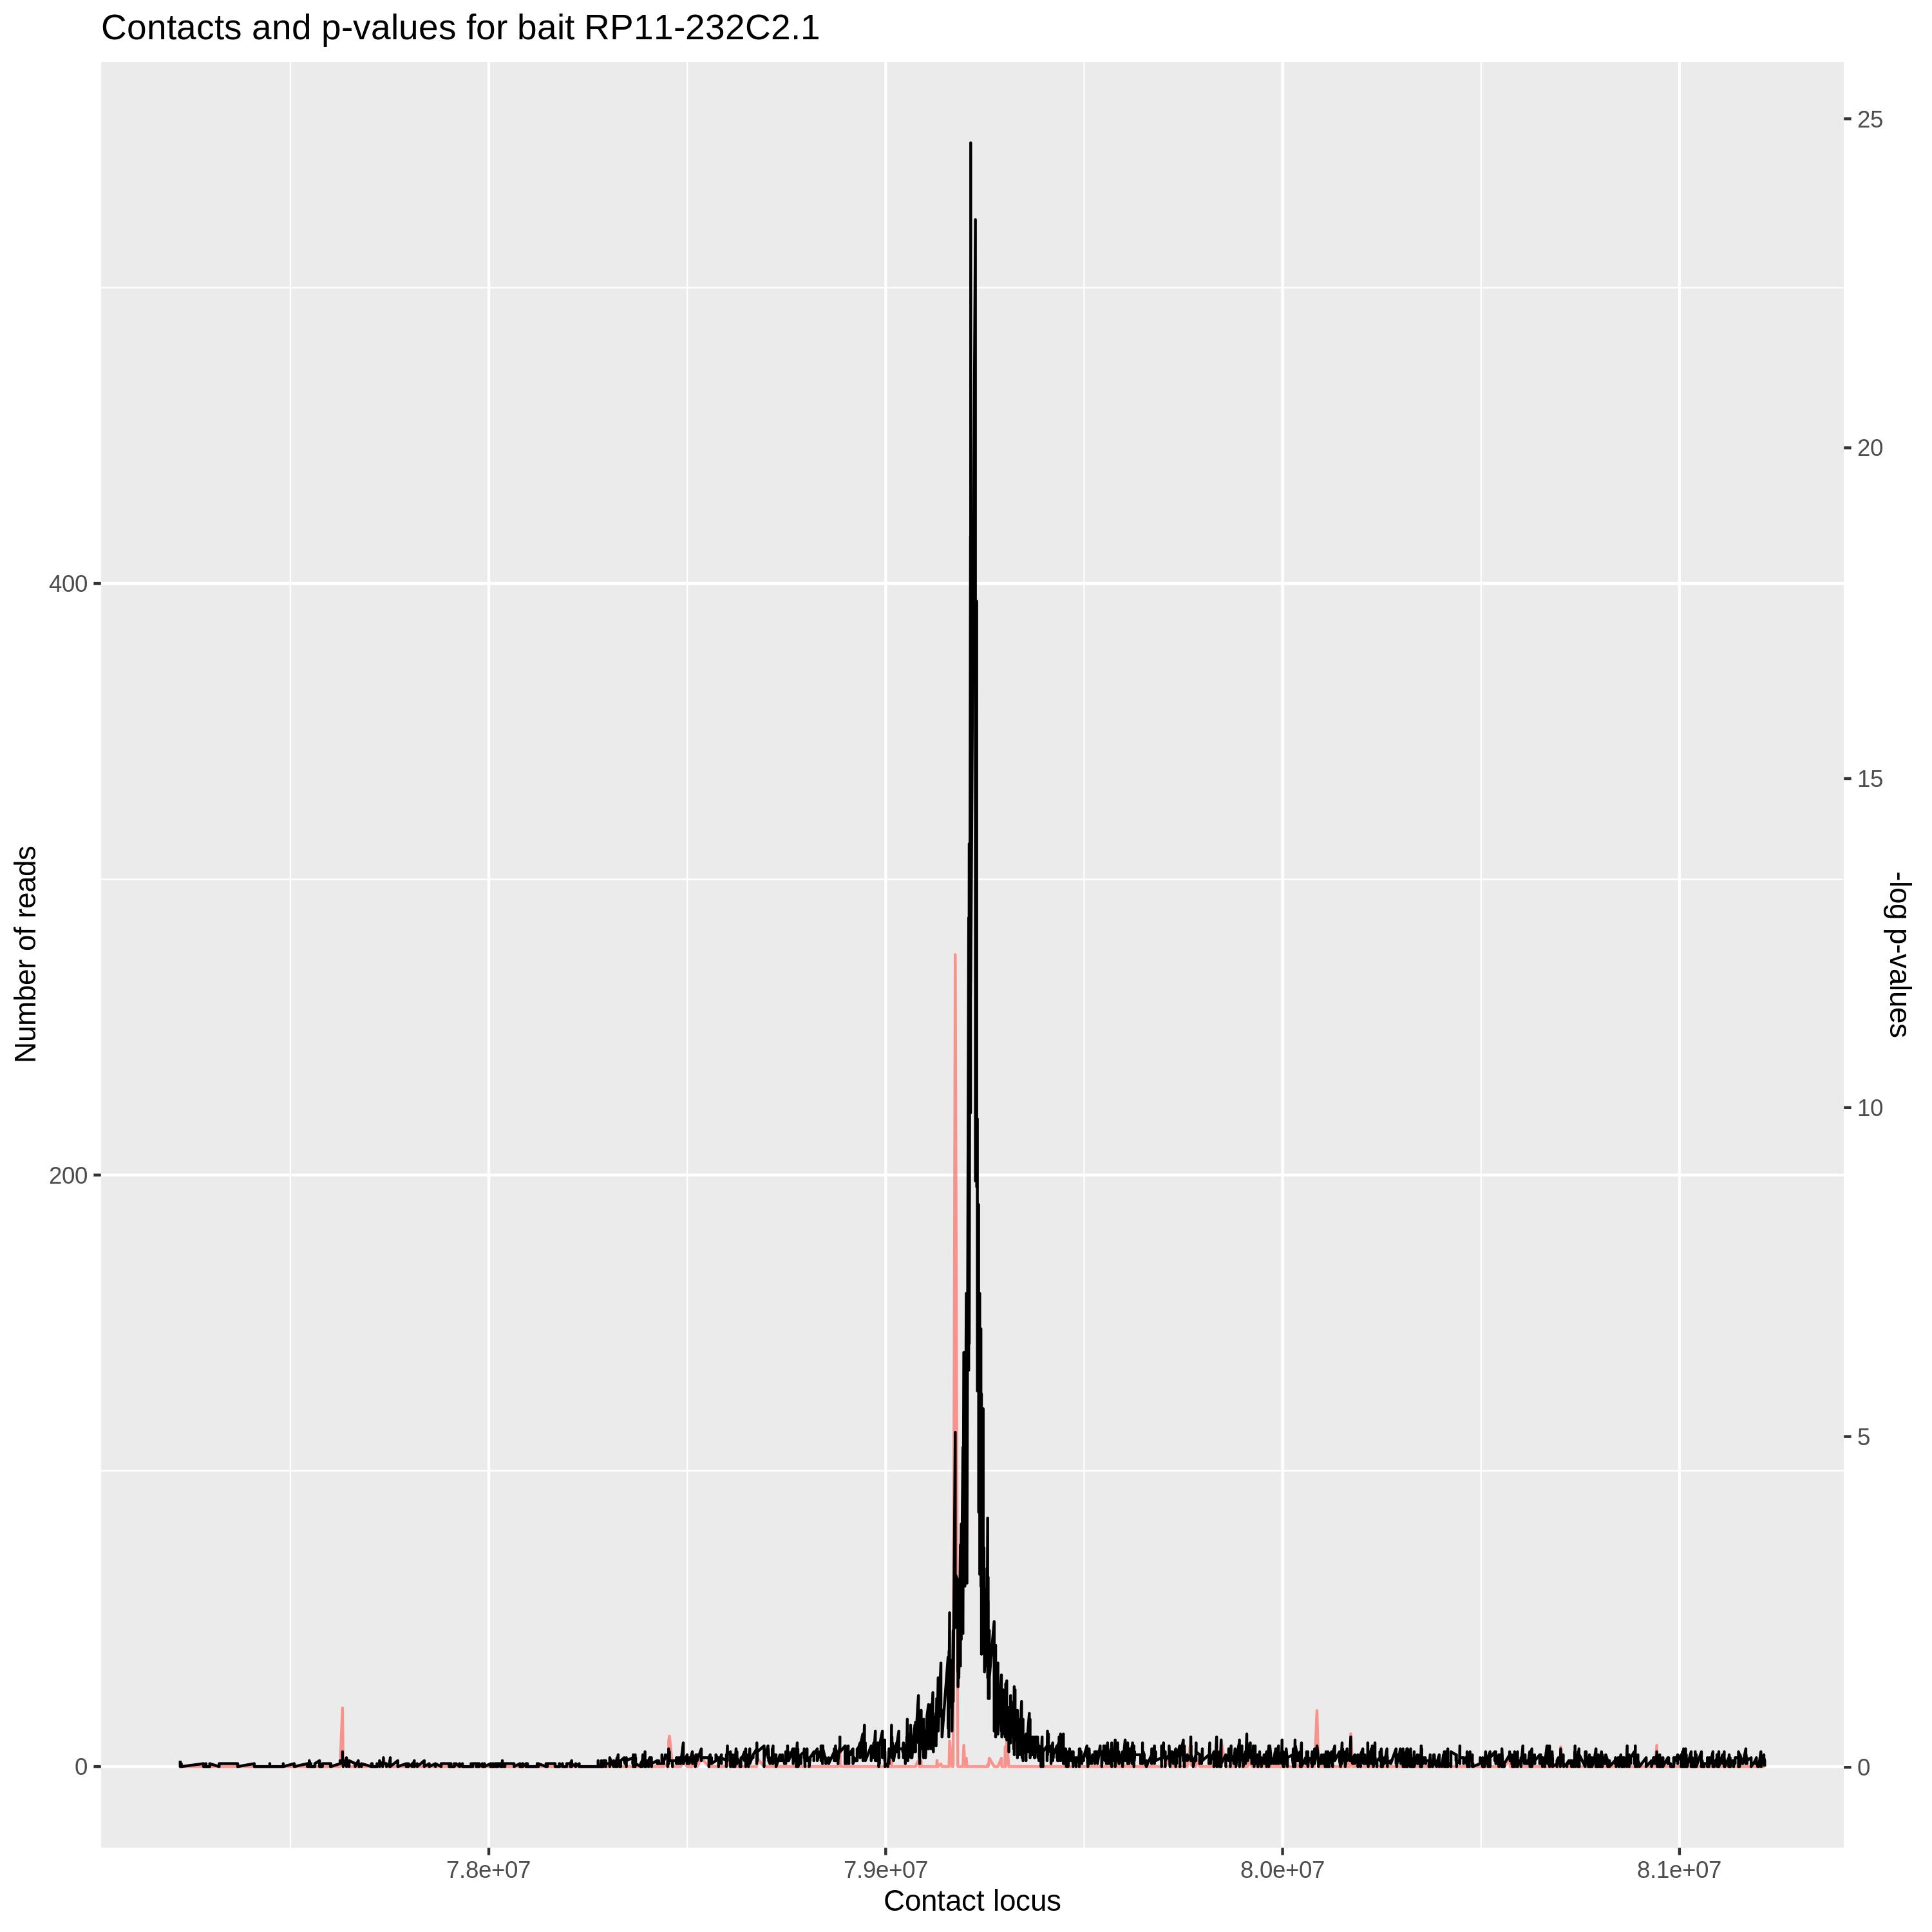 Contacts and p-values for bait RP11-232C2.1
25
20
400
15
Number of reads
-log p-values
10
200
5
0
0
7.8e+07
7.9e+07
8.0e+07
8.1e+07
Contact locus